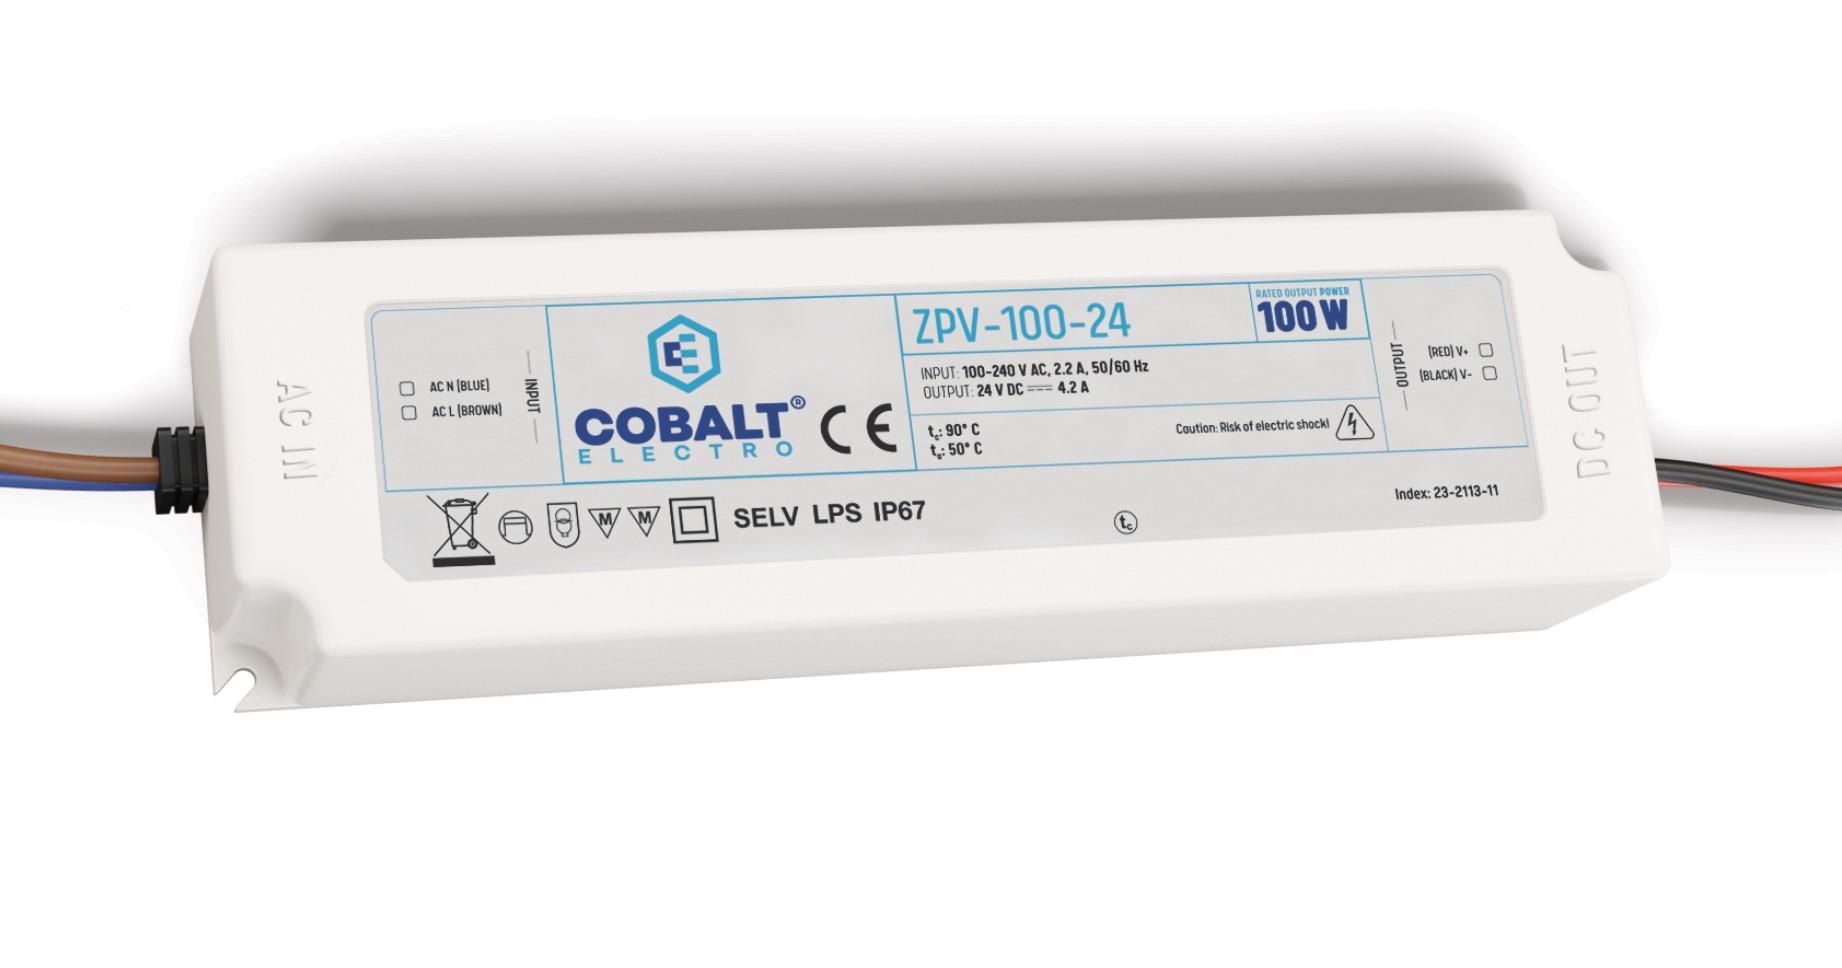 AC IN
AC N (BLUE)
AC L (BROWN)
INPUT
CE
COBALT®
ELECTRO
CE
ZPV-100-24
RATED OUTPUT POWER
100 W
INPUT: 100-240 V AC, 2.2 A, 50/60 Hz
OUTPUT: 24 V DC ⎓ 4.2 A
tc: 90° C
ta: 50° C
Caution: Risk of electric shock!
OUTPUT
(RED) V+
(BLACK) V-
M M SELV LPS IP67
tc
Index: 23-2113-11
DC OUT